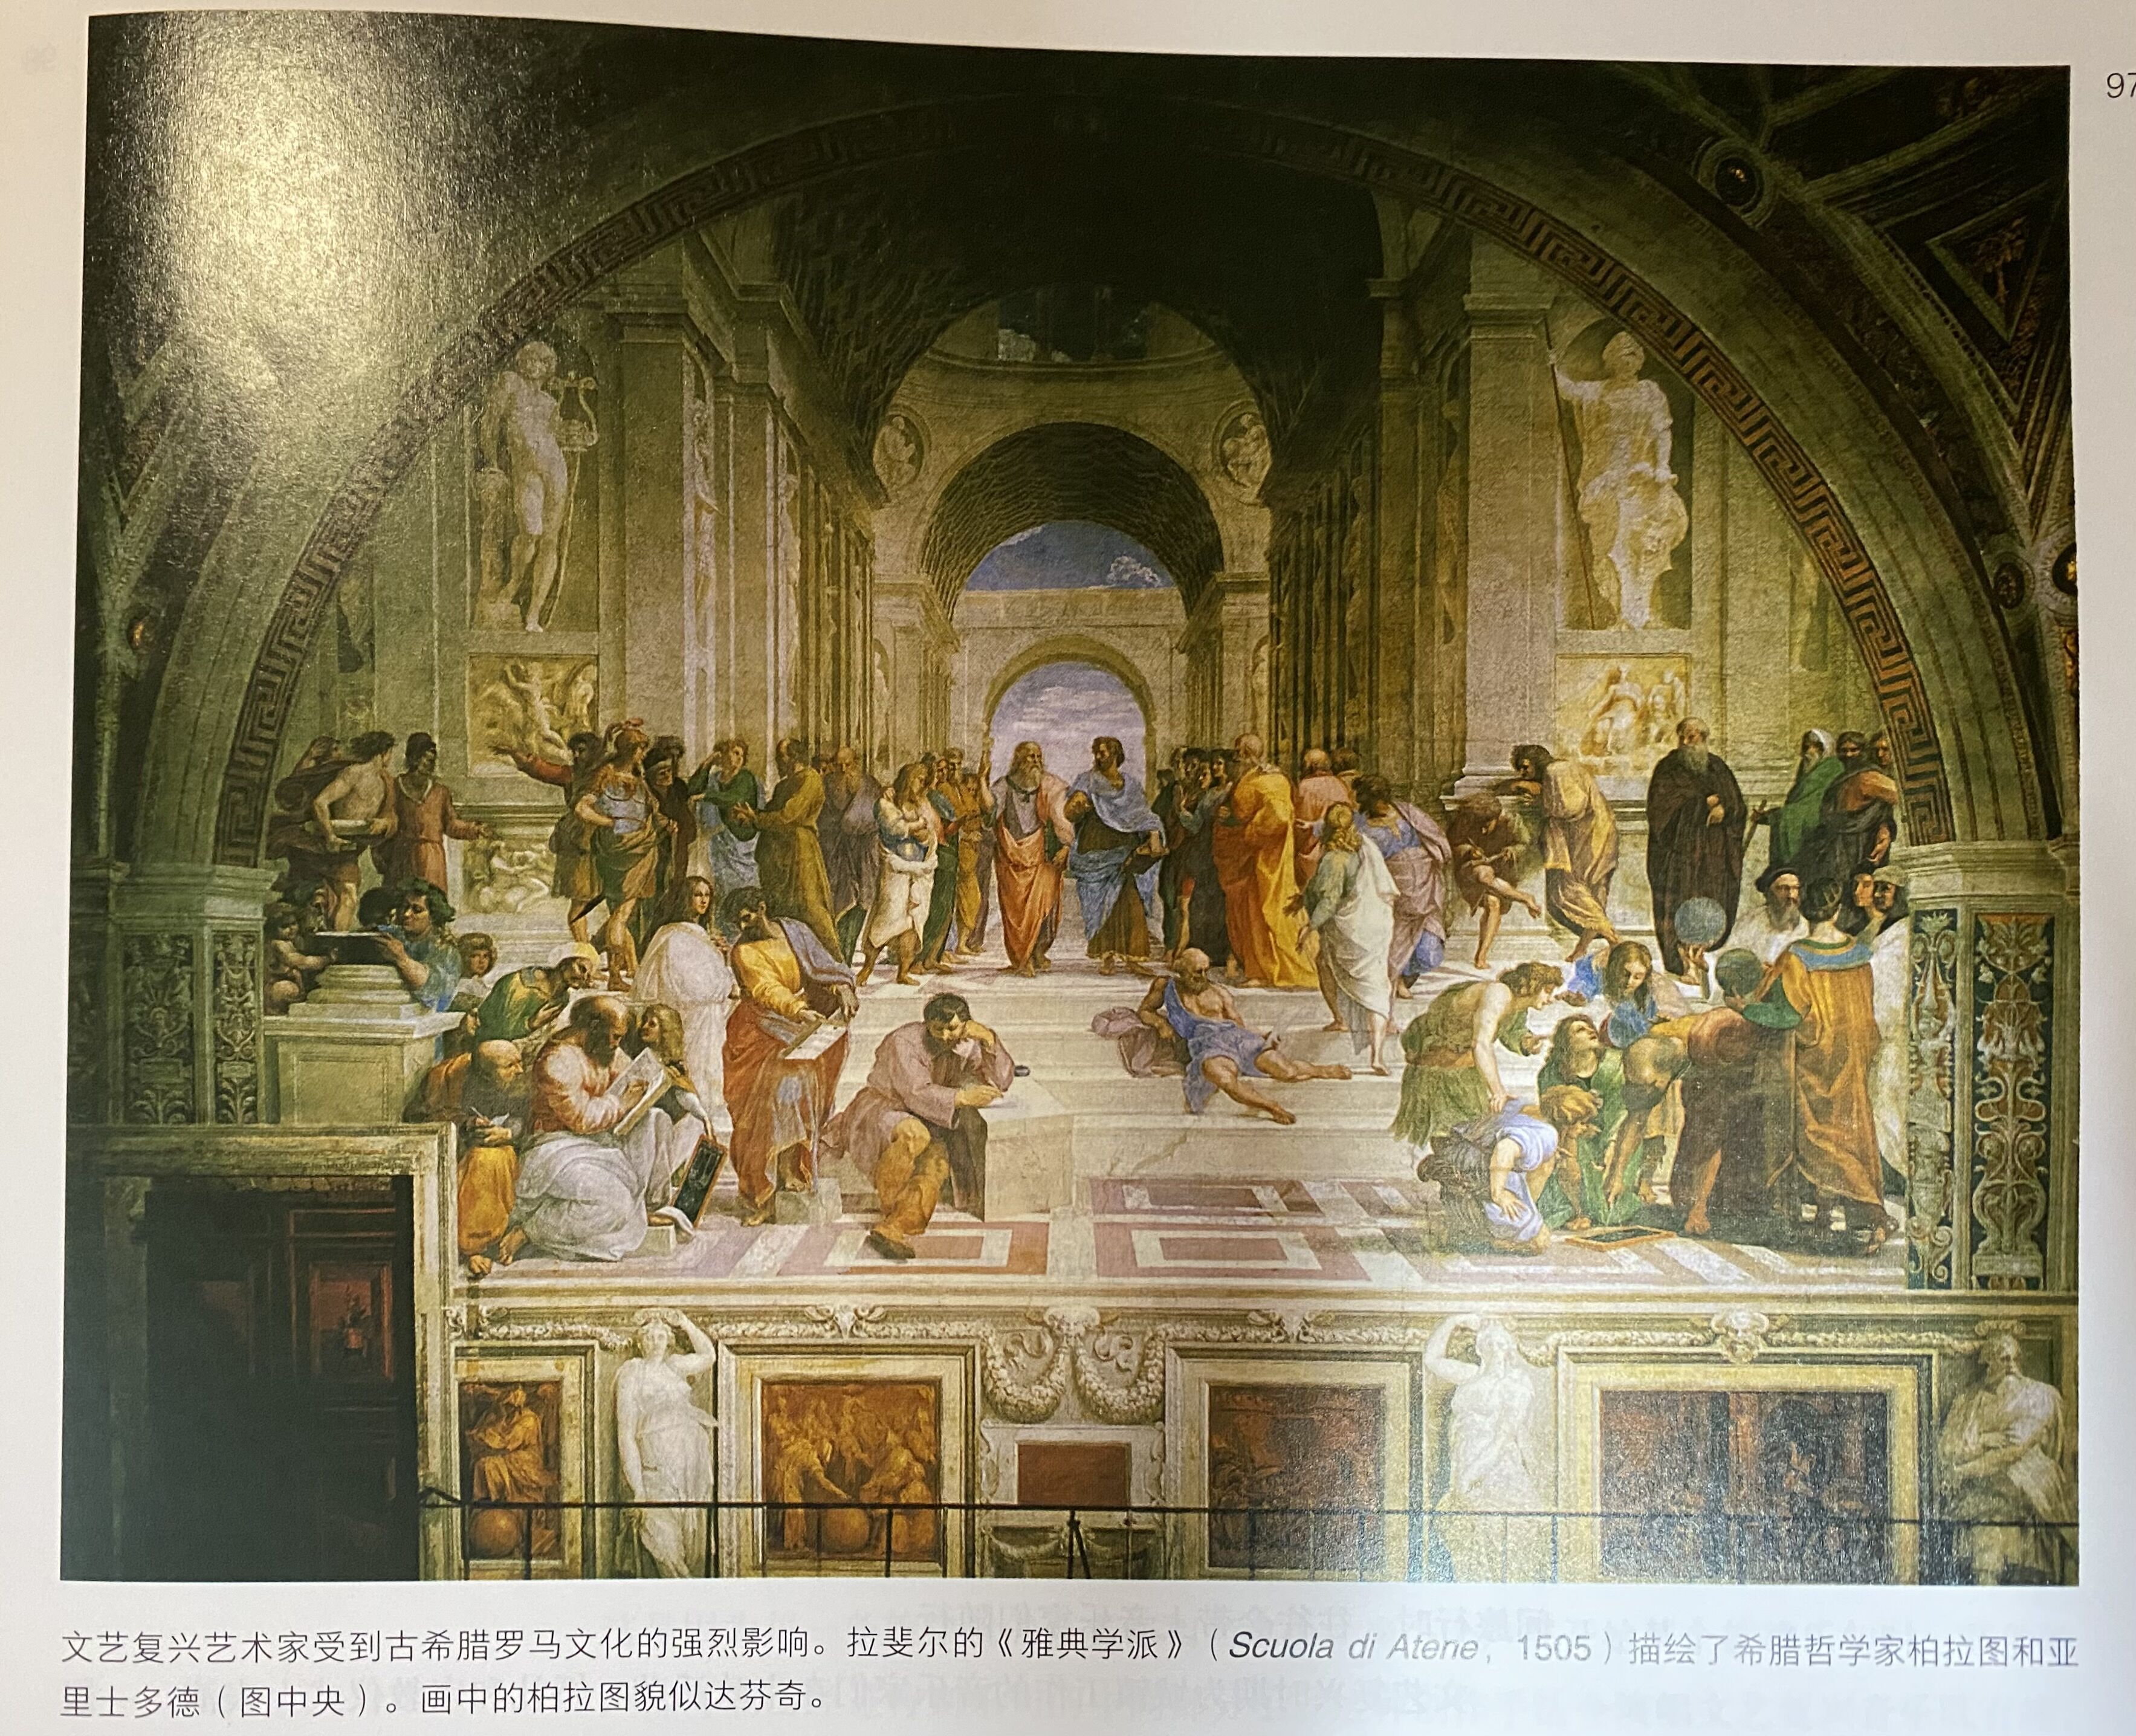 97
文艺复兴艺术家受到古希腊罗马文化的强烈影响。拉斐尔的《雅典学派》（Scuola di Atene，1505）描绘了希腊哲学家柏拉图和亚
里士多德（图中央）。画中的柏拉图貌似达芬奇。